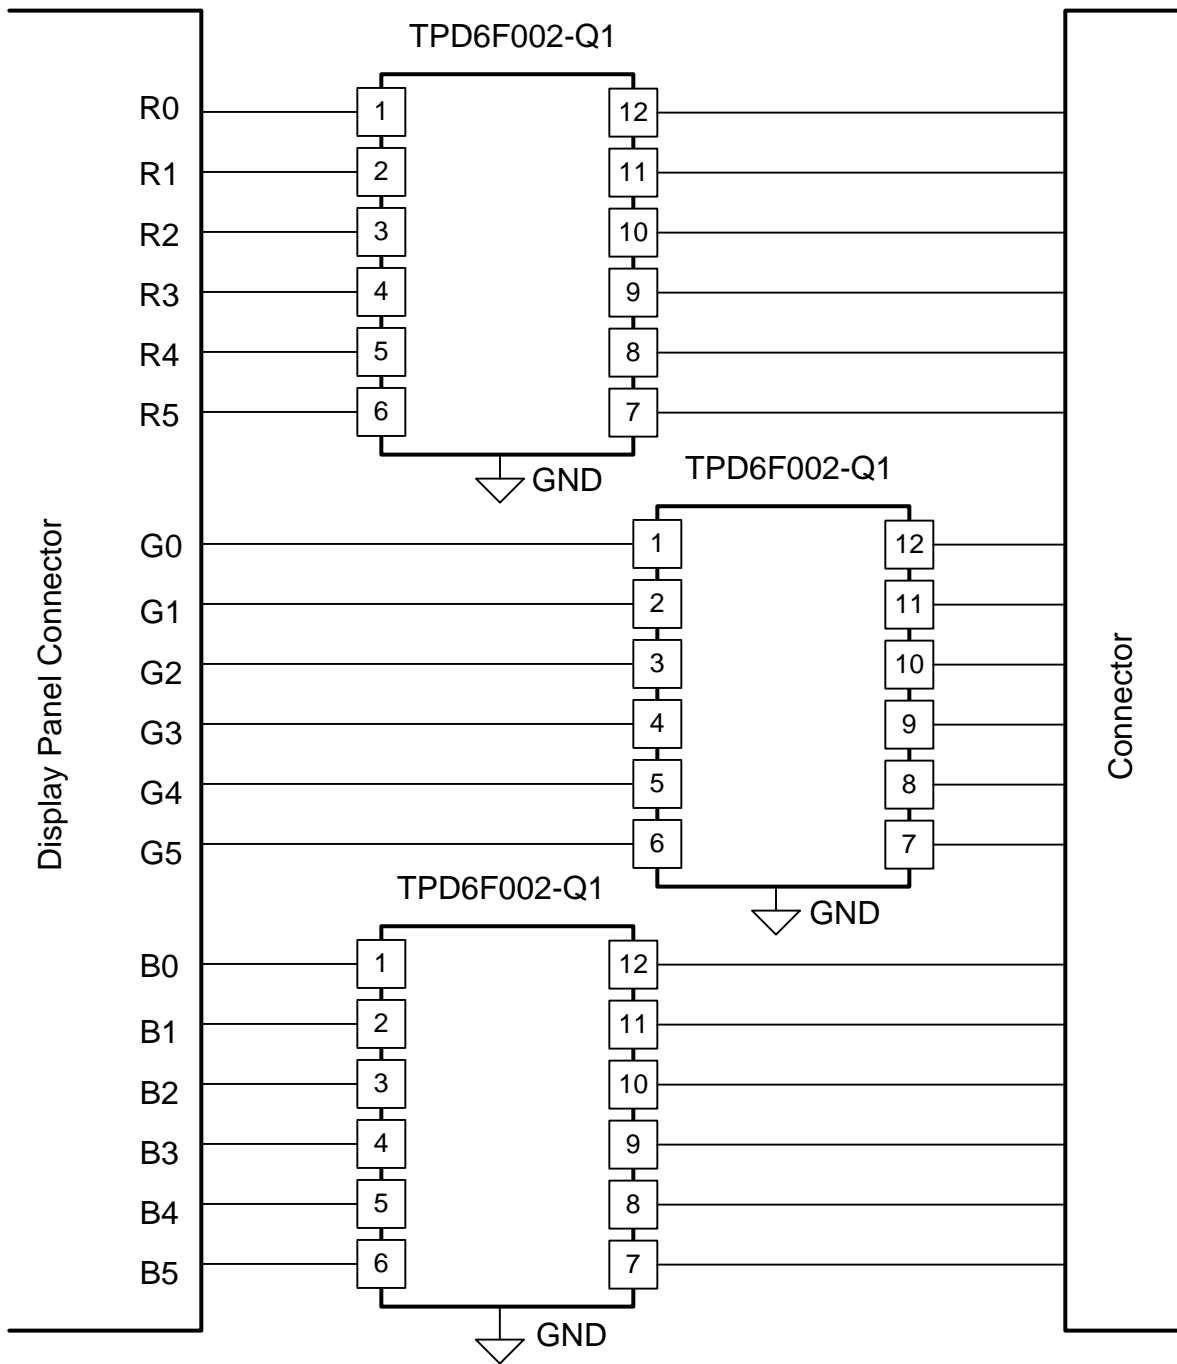 TPD6F002-Q1
R0 1 12
R1 2 11
R2 3 10
R3 4 9
R4 5 8
R5 6 7
GND
TPD6F002-Q1
G0 1 12
G1 2 11
G2 3 10
G3 4 9
G4 5 8
G5 6 7
GND
Display Panel Connector
Connector
TPD6F002-Q1
B0 1 12
B1 2 11
B2 3 10
B3 4 9
B4 5 8
B5 6 7
GND